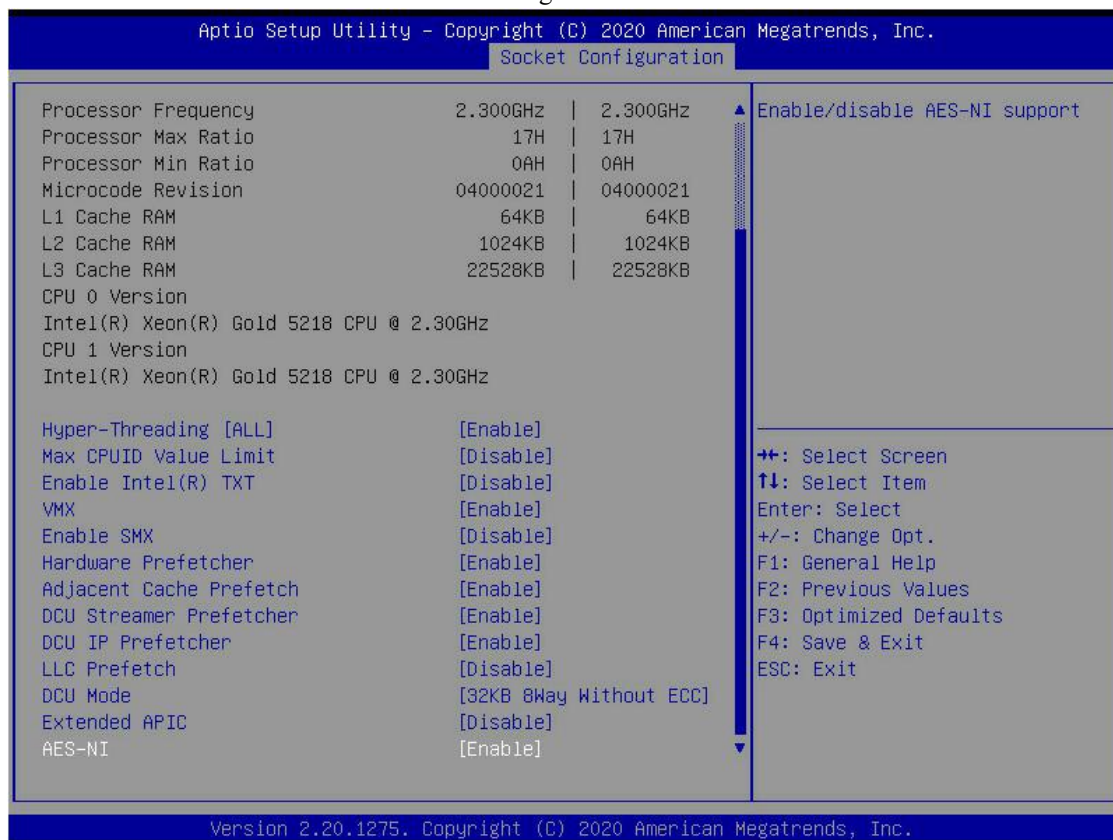 Aptio Setup Utility – Copyright (C) 2020 American Megatrends, Inc.
Socket Configuration
Processor Frequency 2.300GHz | 2.300GHz
Processor Max Ratio 17H | 17H
Processor Min Ratio 0AH | 0AH
Microcode Revision 04000021 | 04000021
L1 Cache RAM 64KB | 64KB
L2 Cache RAM 1024KB | 1024KB
L3 Cache RAM 22528KB | 22528KB
CPU 0 Version
Intel(R) Xeon(R) Gold 5218 CPU @ 2.30GHz
CPU 1 Version
Intel(R) Xeon(R) Gold 5218 CPU @ 2.30GHz
Hyper-Threading [ALL] [Enable]
Max CPUID Value Limit [Disable]
Enable Intel(R) TXT [Disable]
VMX [Enable]
Enable SMX [Disable]
Hardware Prefetcher [Enable]
Adjacent Cache Prefetch [Enable]
DCU Streamer Prefetcher [Enable]
DCU IP Prefetcher [Enable]
LLC Prefetch [Disable]
DCU Mode [32KB 8Way Without ECC]
Extended APIC [Disable]
AES-NI [Enable]
Enable/disable AES-NI support
→←: Select Screen
↑↓: Select Item
Enter: Select
+/-: Change Opt.
F1: General Help
F2: Previous Values
F3: Optimized Defaults
F4: Save & Exit
ESC: Exit
Version 2.20.1275. Copyright (C) 2020 American Megatrends, Inc.